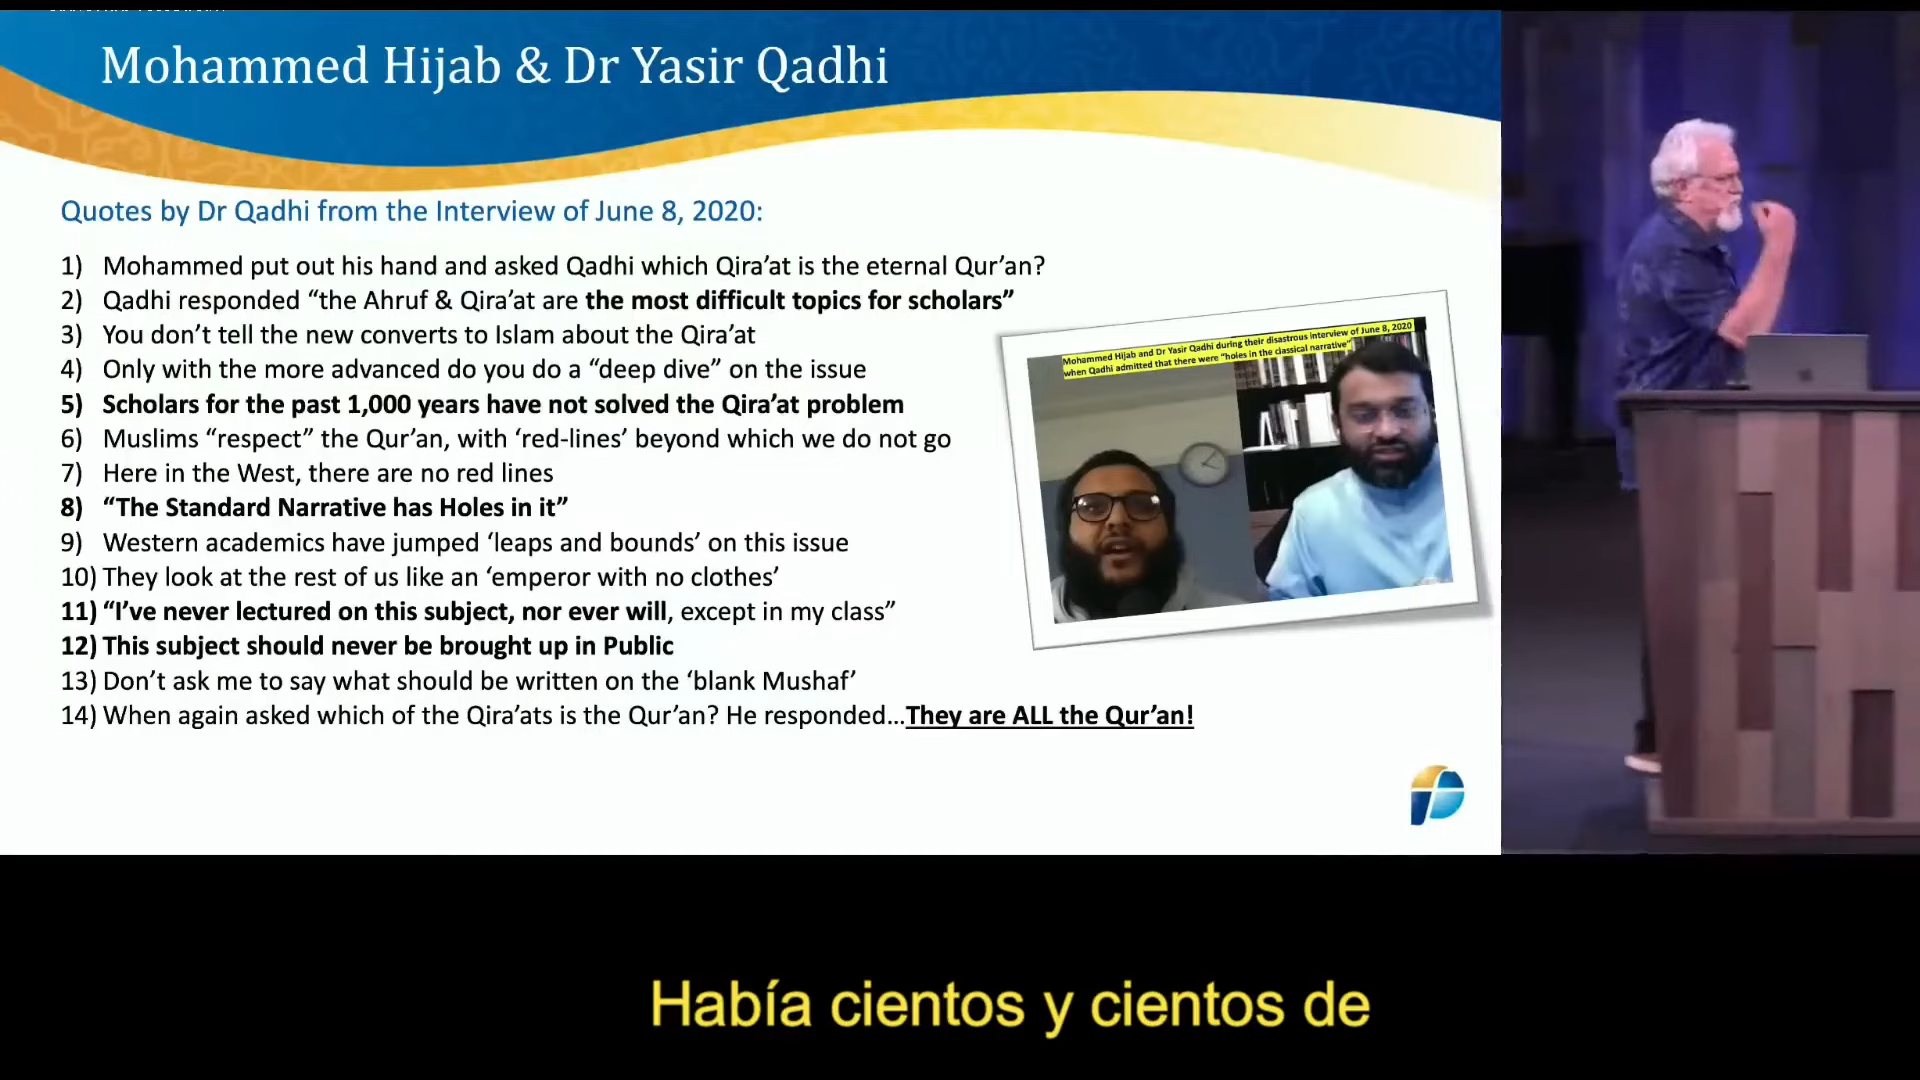 Mohammed Hijab & Dr Yasir Qadhi
Quotes by Dr Qadhi from the Interview of June 8, 2020:
1) Mohammed put out his hand and asked Qadhi which Qira’at is the eternal Qur’an?
2) Qadhi responded “the Ahruf & Qira’at are the most difficult topics for scholars”
3) You don’t tell the new converts to Islam about the Qira’at
4) Only with the more advanced do you do a “deep dive” on the issue
5) Scholars for the past 1,000 years have not solved the Qira’at problem
6) Muslims “respect” the Qur’an, with ‘red-lines’ beyond which we do not go
7) Here in the West, there are no red lines
8) “The Standard Narrative has Holes in it”
9) Western academics have jumped ‘leaps and bounds’ on this issue
10) They look at the rest of us like an ‘emperor with no clothes’
11) “I’ve never lectured on this subject, nor ever will, except in my class”
12) This subject should never be brought up in Public
13) Don’t ask me to say what should be written on the ‘blank Mushaf’
14) When again asked which of the Qira’ats is the Qur’an? He responded...They are ALL the Qur’an!
Mohammed Hijab and Dr Yasir Qadhi during their disastrous interview of June 8, 2020
when Qadhi admitted that there were “holes in the classical narrative”
Había cientos y cientos de